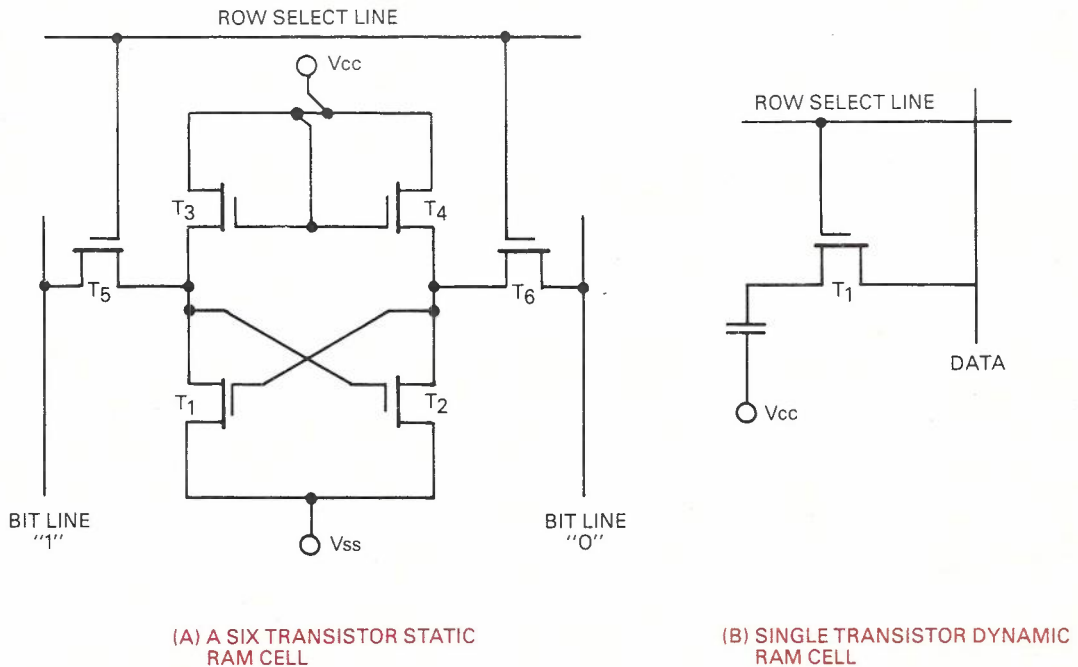 ROW SELECT LINE
Vcc
T3
T4
T5
T6
T1
T2
BIT LINE
"1"
BIT LINE
"0"
Vss
(A) A SIX TRANSISTOR STATIC
RAM CELL
ROW SELECT LINE
T1
DATA
Vcc
(B) SINGLE TRANSISTOR DYNAMIC
RAM CELL